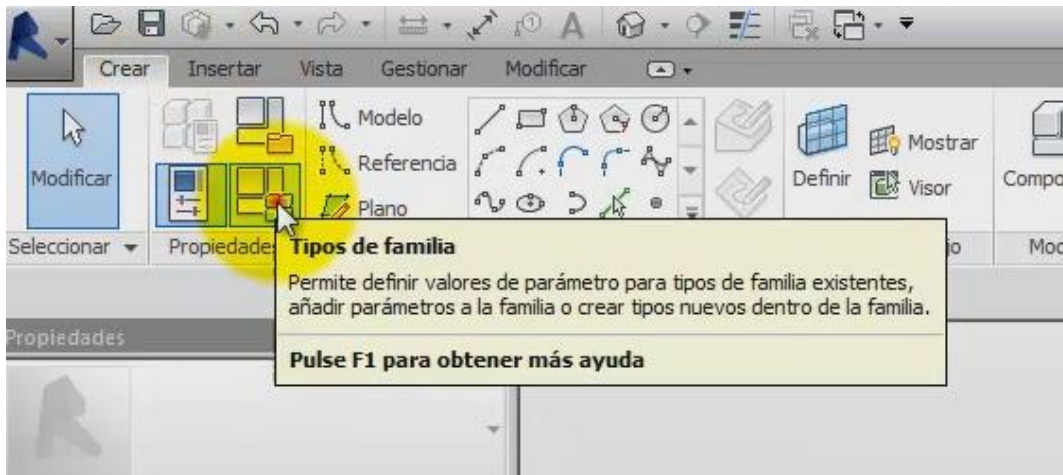 Crear Insertar Vista Gestionar Modificar
Modificar
Modelo
Referencia
Plano
Definir
Mostrar
Visor
Seleccionar Propiedades
Tipos de familia
Permite definir valores de parámetro para tipos de familia existentes,
añadir parámetros a la familia o crear tipos nuevos dentro de la familia.
Pulse F1 para obtener más ayuda
Propiedades